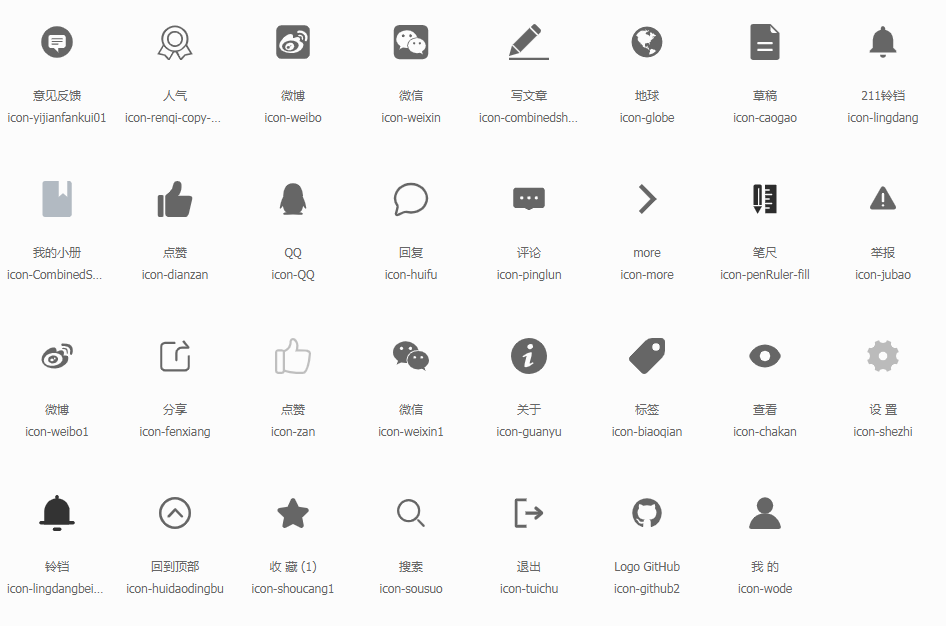 意见反馈 人气 微博 微信 写文章 地球 草稿 211铃铛
icon-yijianfankui01 icon-renqi-copy-... icon-weibo icon-weixin icon-combinedsh... icon-globe icon-caogao icon-lingdang
我的小册 点赞 QQ 回复 评论 more 笔尺 举报
icon-CombinedS... icon-dianzan icon-QQ icon-huifu icon-pinglun icon-more icon-penRuler-fill icon-jubao
微博 分享 点赞 微信 关于 标签 查看 设 置
icon-weibo1 icon-fenxiang icon-zan icon-weixin1 icon-guanyu icon-biaoqian icon-chakan icon-shezhi
铃铛 回到顶部 收 藏 (1) 搜索 退出 Logo GitHub 我 的
icon-lingdangbei... icon-huidaodingbu icon-shoucang1 icon-sousuo icon-tuichu icon-github2 icon-wode